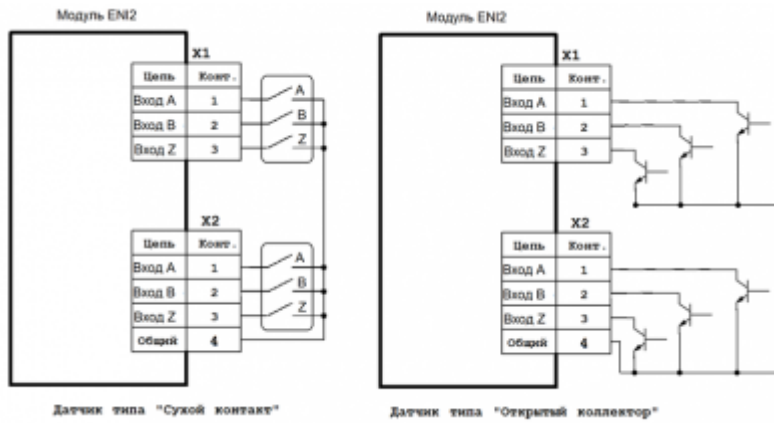 Модуль ENI2
X1
Цепь Конт.
Вход A 1
Вход B 2
Вход Z 3
A
B
Z
X2
Цепь Конт.
Вход A 1
Вход B 2
Вход Z 3
Общий 4
A
B
Z
Датчик типа "Сухой контакт"
Модуль ENI2
X1
Цепь Конт.
Вход A 1
Вход B 2
Вход Z 3
X2
Цепь Конт.
Вход A 1
Вход B 2
Вход Z 3
Общий 4
Датчик типа "Открытый коллектор"